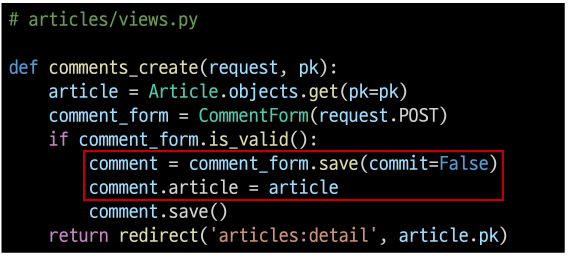 # articles/views.py
def comments_create(request, pk):
    article = Article.objects.get(pk=pk)
    comment_form = CommentForm(request.POST)
    if comment_form.is_valid():
        comment = comment_form.save(commit=False)
        comment.article = article
        comment.save()
    return redirect('articles:detail', article.pk)